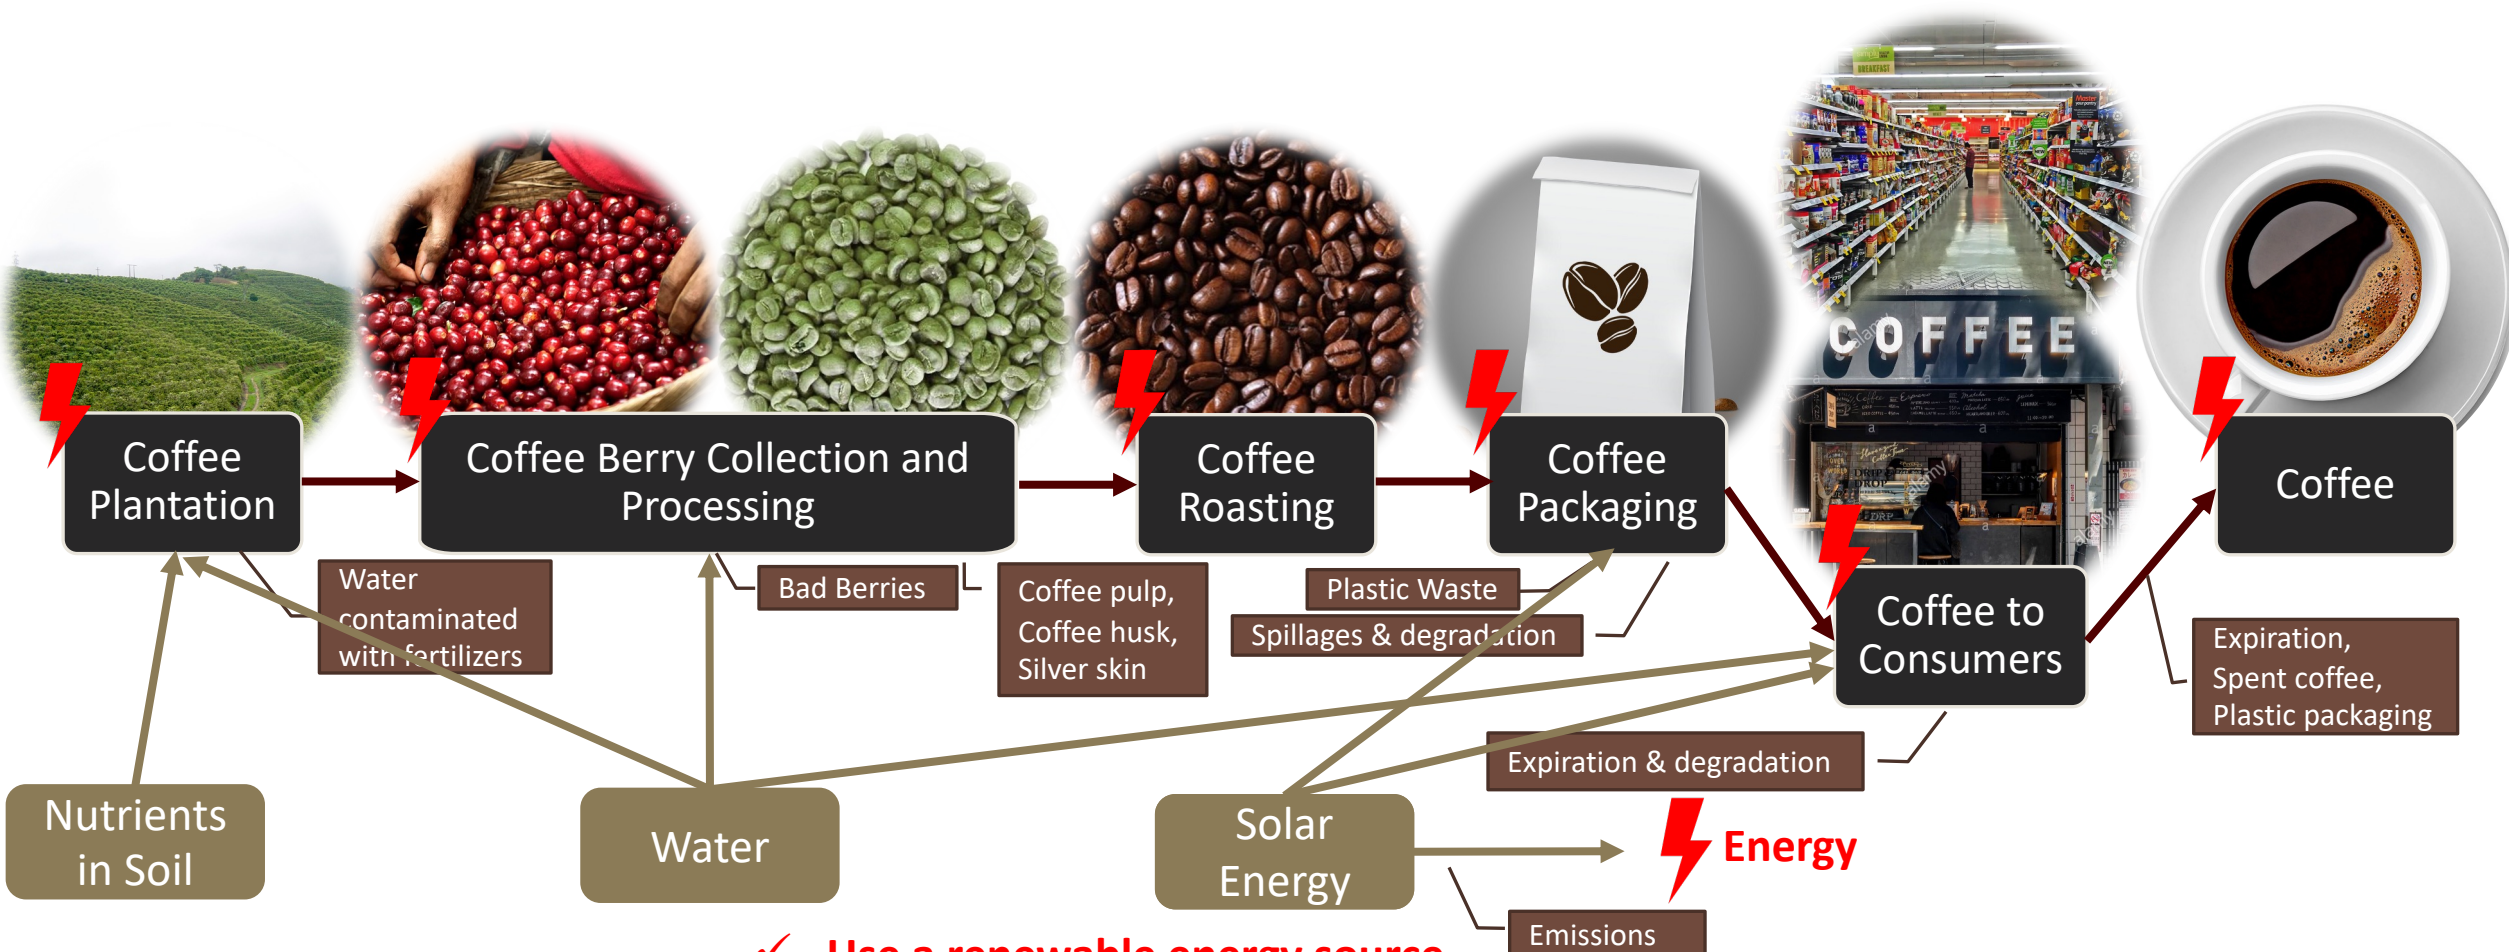 BREAKFAST
COFFEE
Coffee
Plantation
Coffee Berry Collection and
Processing
Coffee
Roasting
Coffee
Packaging
Coffee to
Consumers
Coffee
Water
contaminated
with fertilizers
Bad Berries
Coffee pulp,
Coffee husk,
Silver skin
Plastic Waste
Spillages & degradation
Expiration & degradation
Expiration,
Spent coffee,
Plastic packaging
Nutrients
in Soil
Water
Solar
Energy
Energy
Emissions
✓ Use a renewable energy source